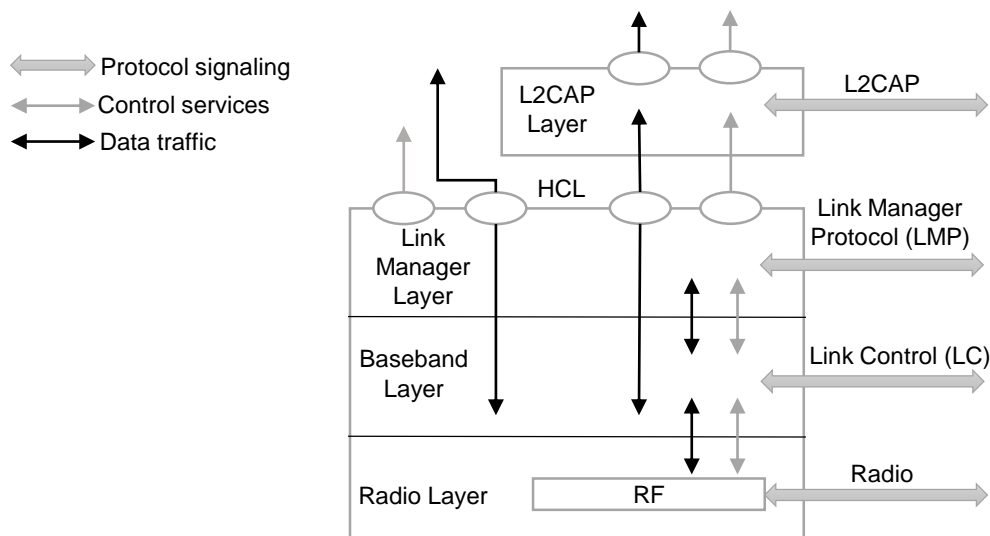 Protocol signaling
Control services
Data traffic
L2CAP
Layer
L2CAP
HCL
Link
Manager
Layer
Link Manager
Protocol (LMP)
Baseband
Layer
Link Control (LC)
Radio Layer
RF
Radio